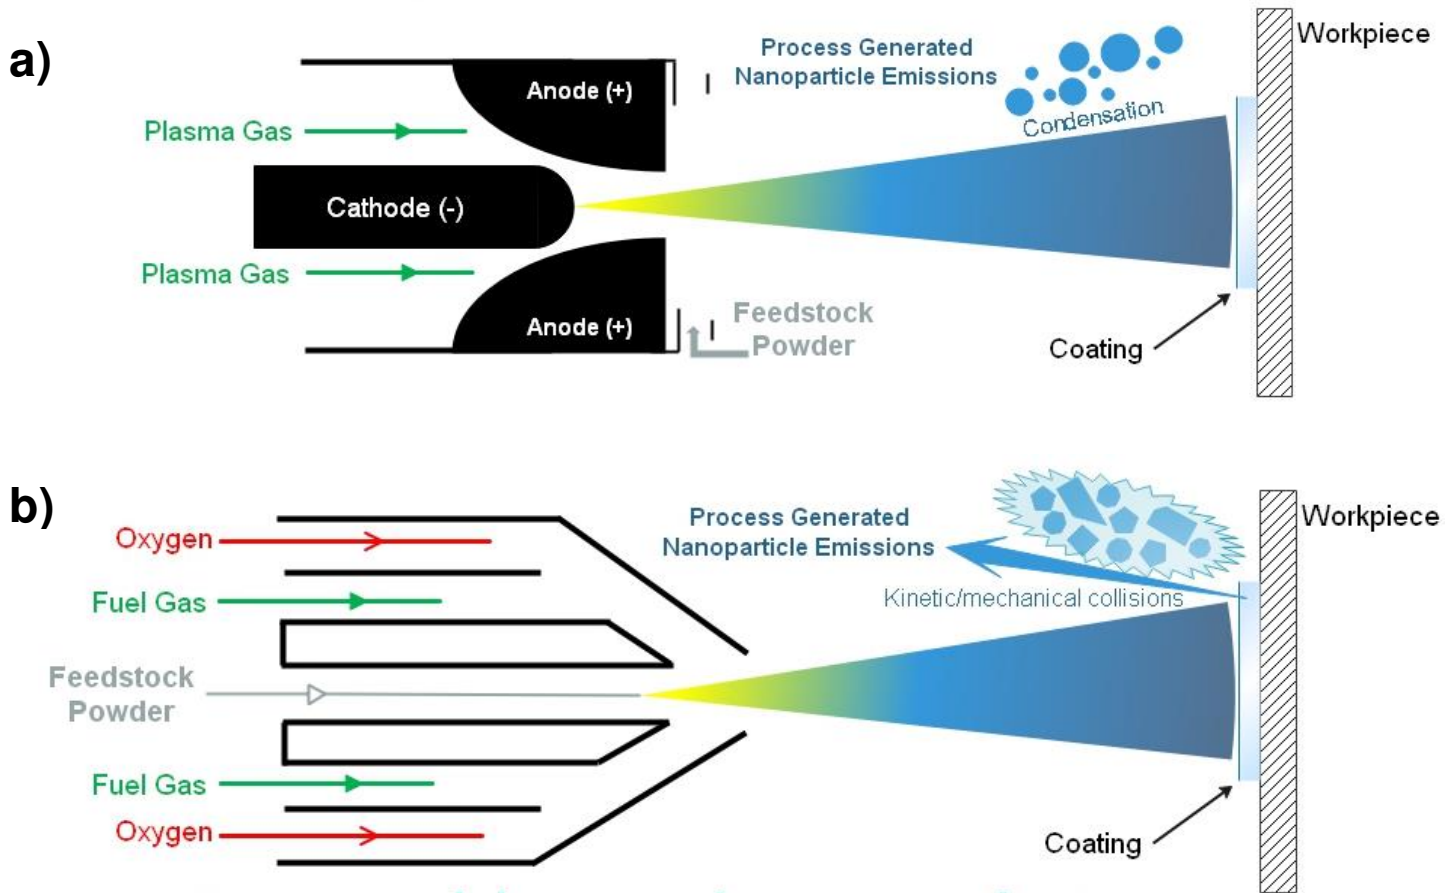 a)
Process Generated
Nanoparticle Emissions
Workpiece
Anode (+)
Plasma Gas
Condensation
Cathode (-)
Plasma Gas
Anode (+)
Feedstock
Powder
Coating
b)
Oxygen
Process Generated
Nanoparticle Emissions
Workpiece
Fuel Gas
Kinetic/mechanical collisions
Feedstock
Powder
Fuel Gas
Oxygen
Coating